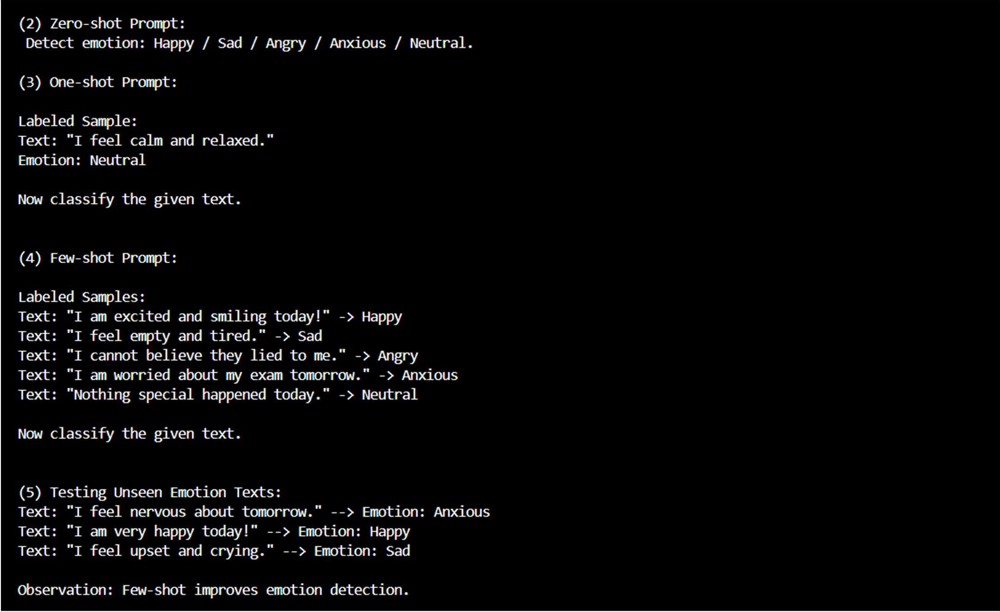 (2) Zero-shot Prompt:
Detect emotion: Happy / Sad / Angry / Anxious / Neutral.
(3) One-shot Prompt:
Labeled Sample:
Text: "I feel calm and relaxed."
Emotion: Neutral
Now classify the given text.
(4) Few-shot Prompt:
Labeled Samples:
Text: "I am excited and smiling today!" -> Happy
Text: "I feel empty and tired." -> Sad
Text: "I cannot believe they lied to me." -> Angry
Text: "I am worried about my exam tomorrow." -> Anxious
Text: "Nothing special happened today." -> Neutral
Now classify the given text.
(5) Testing Unseen Emotion Texts:
Text: "I feel nervous about tomorrow." --> Emotion: Anxious
Text: "I am very happy today!" --> Emotion: Happy
Text: "I feel upset and crying." --> Emotion: Sad
Observation: Few-shot improves emotion detection.